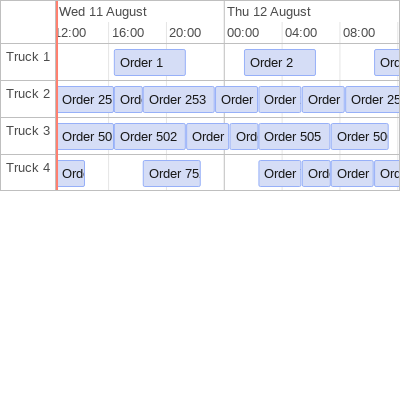 Wed 11 August Thu 12 August
12:00 16:00 20:00 00:00 04:00 08:00
Truck 1 Order 1 Order 2 Ord
Truck 2 Order 25 Ord Order 253 Order Order Order Order 25
Truck 3 Order 50 Order 502 Order Ord Order 505 Order 50
Truck 4 Orde Order 75 Order Ord Order Ord